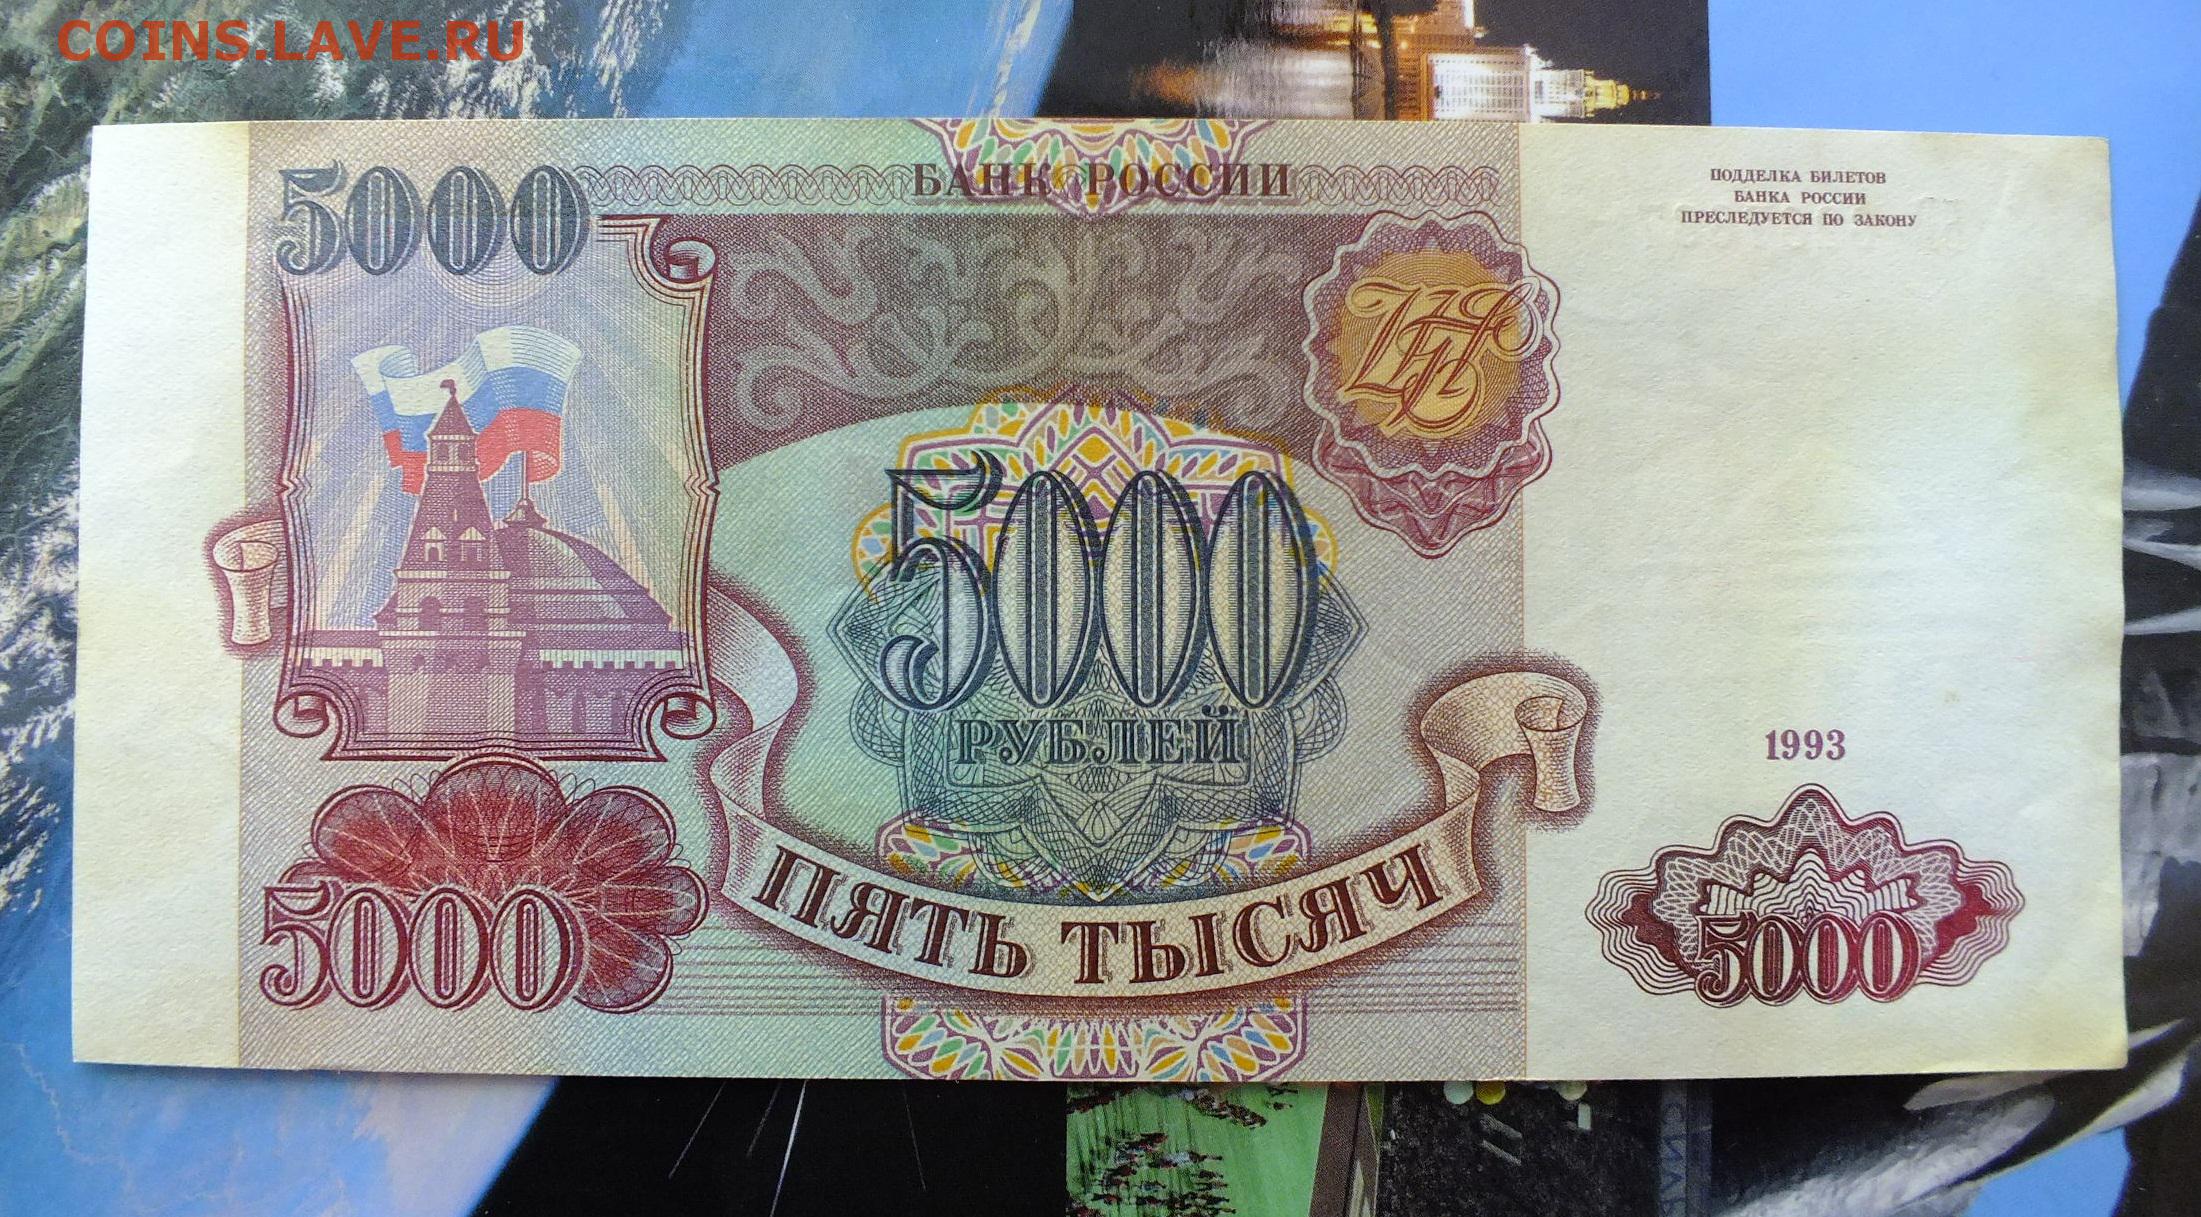 COINS.LAVE.RU
5000
БАНК РОССИИ
ПОДДЕЛКА БИЛЕТОВ
БАНКА РОССИИ
ПРЕСЛЕДУЕТСЯ ПО ЗАКОНУ
5000
РУБЛЕЙ
1993
ПЯТЬ ТЫСЯЧ
5000
5000